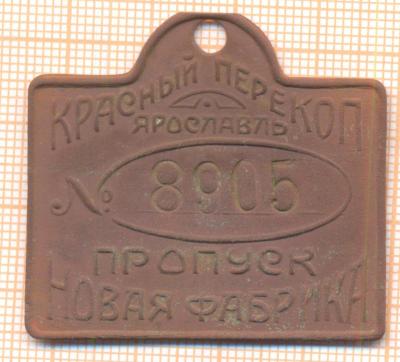 КРАСНЫЙ ПЕРЕКОП
ЯРОСЛАВЛЬ
№ 8905
ПРОПУСК
НОВАЯ ФАБРИКА